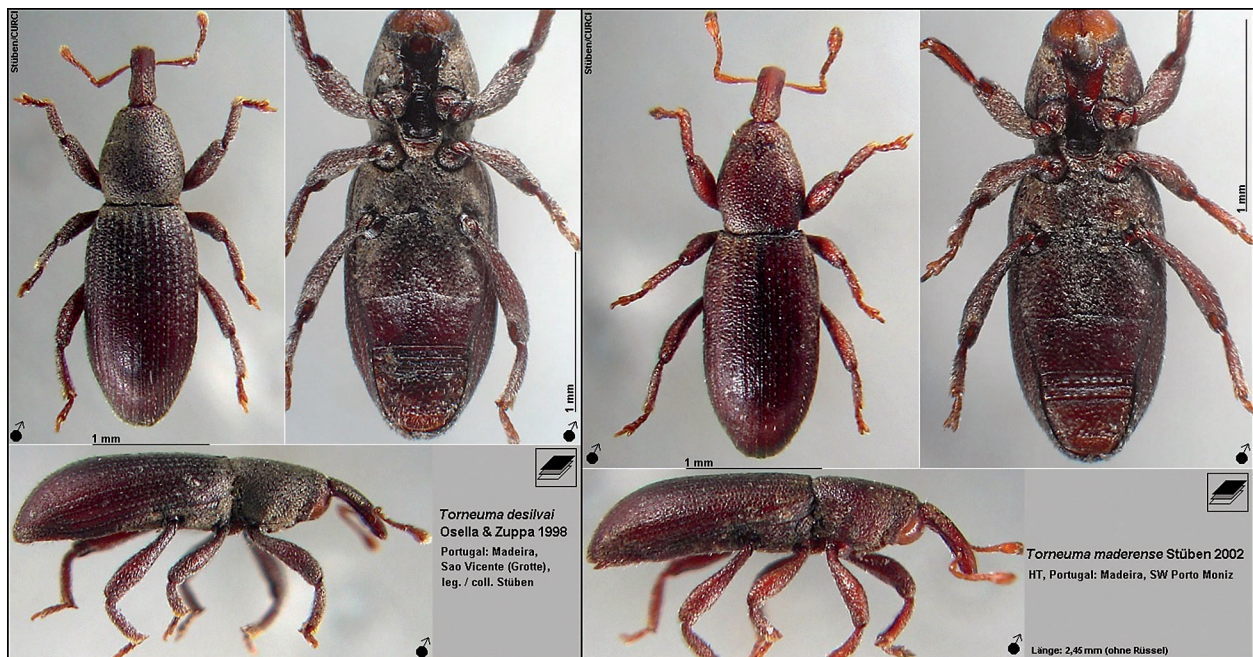 Stüben/CURCI
1 mm
1 mm
Torneuma desilvai
Osella & Zuppa 1998
Portugal: Madeira,
Sao Vicente (Grotte),
leg. / coll. Stüben
Stüben/CURCI
1 mm
1 mm
Torneuma maderense Stüben 2002
HT, Portugal: Madeira, SW Porto Moniz
Länge: 2,45 mm (ohne Rüssel)